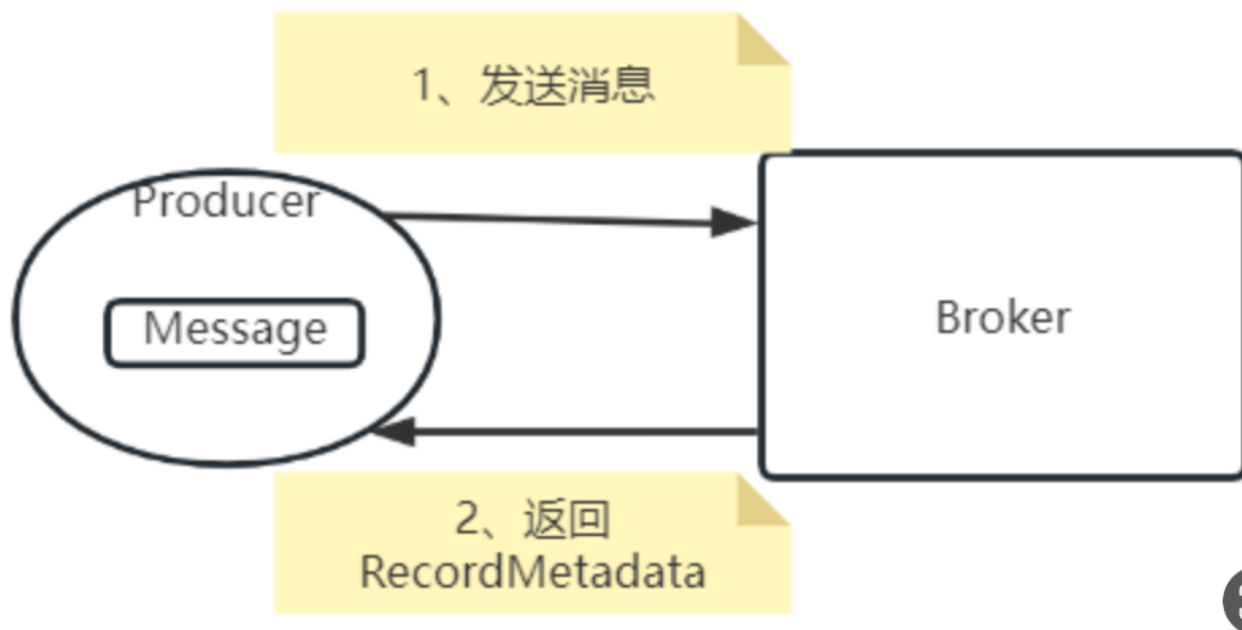 1、发送消息
Producer
Message
Broker
2、返回
RecordMetadata